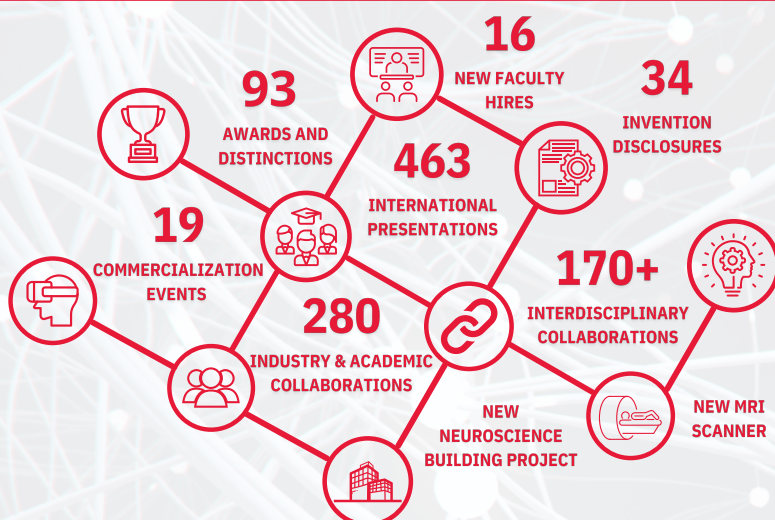 16
NEW FACULTY
HIRES
93
AWARDS AND
DISTINCTIONS
34
INVENTION
DISCLOSURES
463
INTERNATIONAL
PRESENTATIONS
19
COMMERCIALIZATION
EVENTS
170+
INTERDISCIPLINARY
COLLABORATIONS
280
INDUSTRY & ACADEMIC
COLLABORATIONS
NEW
NEUROSCIENCE
BUILDING PROJECT
NEW MRI
SCANNER